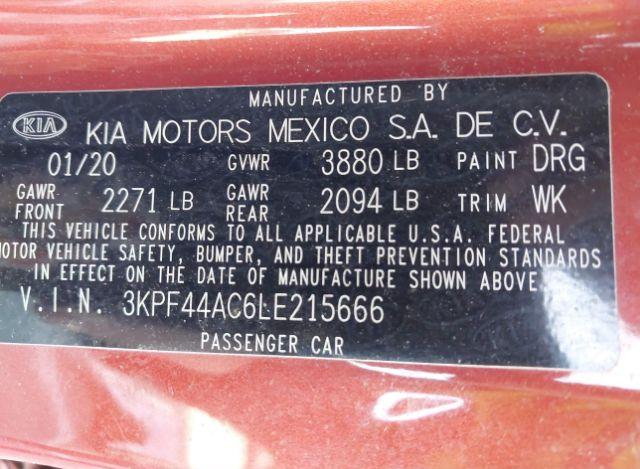 MANUFACTURED BY
KIA KIA MOTORS MEXICO S.A. DE C.V.
01/20 GVWR 3880 LB PAINT DRG
GAWR FRONT 2271 LB GAWR REAR 2094 LB TRIM WK
THIS VEHICLE CONFORMS TO ALL APPLICABLE U.S.A. FEDERAL
MOTOR VEHICLE SAFETY, BUMPER, AND THEFT PREVENTION STANDARDS
IN EFFECT ON THE DATE OF MANUFACTURE SHOWN ABOVE.
V.I.N. 3KPF44AC6LE215666
PASSENGER CAR